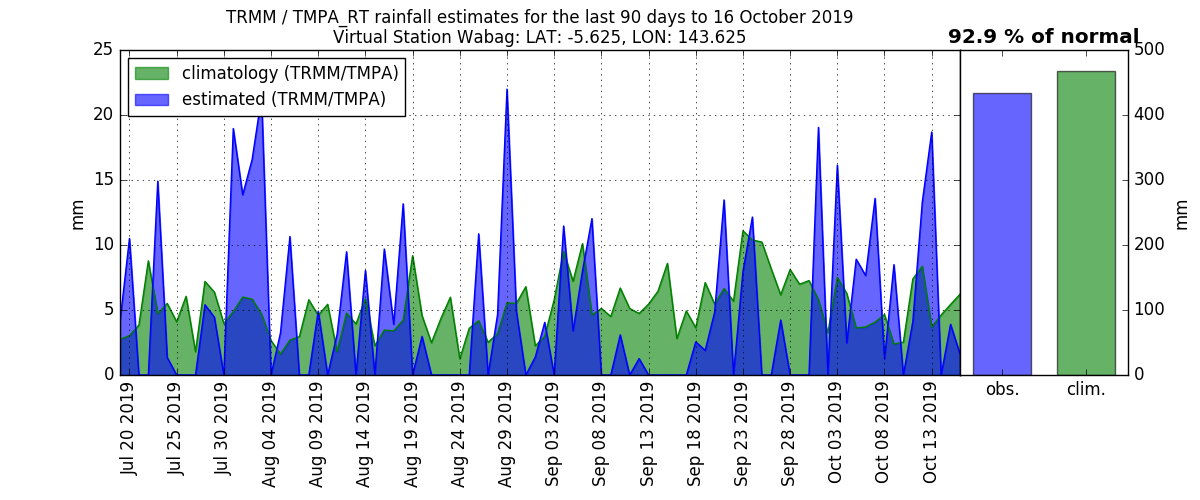 TRMM / TMPA_RT rainfall estimates for the last 90 days to 16 October 2019
Virtual Station Wabag: LAT: -5.625, LON: 143.625
92.9 % of normal
climatology (TRMM/TMPA)
estimated (TRMM/TMPA)
25
20
15
10
5
0
mm
500
400
300
200
100
0
mm
Jul 20 2019
Jul 25 2019
Jul 30 2019
Aug 04 2019
Aug 09 2019
Aug 14 2019
Aug 19 2019
Aug 24 2019
Aug 29 2019
Sep 03 2019
Sep 08 2019
Sep 13 2019
Sep 18 2019
Sep 23 2019
Sep 28 2019
Oct 03 2019
Oct 08 2019
Oct 13 2019
obs.
clim.